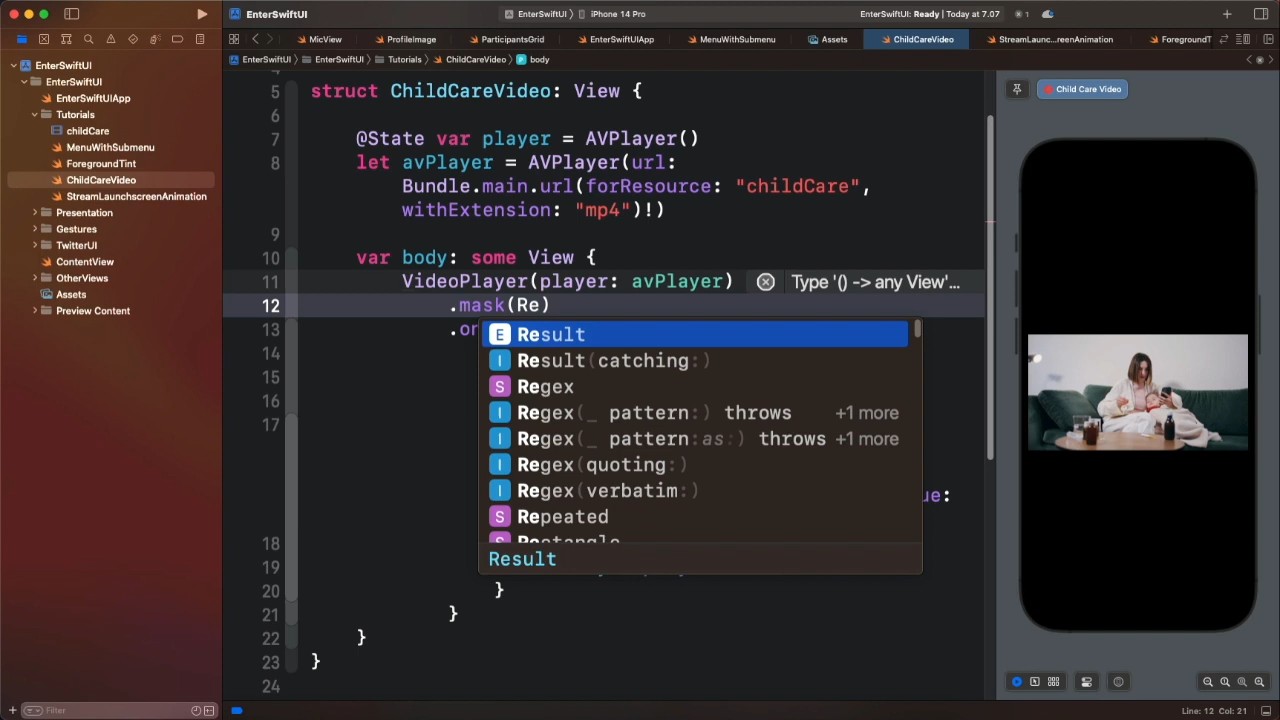 EnterSwiftUI
EnterSwiftUI
iPhone 14 Pro
EnterSwiftUI: Ready | Today at 7.07
1
MicView
ProfileImage
ParticipantsGrid
EnterSwiftUIApp
MenuWithSubmenu
Assets
ChildCareVideo
StreamLaunc...reenAnimation
ForegroundT
EnterSwiftUI
EnterSwiftUI
Tutorials
ChildCareVideo
body
EnterSwiftUI
EnterSwiftUI
EnterSwiftUIApp
Tutorials
childCare
MenuWithSubmenu
ForegroundTint
ChildCareVideo
StreamLaunchscreenAnimation
Presentation
Gestures
TwitterUI
ContentView
OtherViews
Assets
Preview Content
Filter
5 struct ChildCareVideo: View {
6
7 @State var player = AVPlayer()
8 let avPlayer = AVPlayer(url:
Bundle.main.url(forResource: "childCare",
withExtension: "mp4")!)
9
10 var body: some View {
11 VideoPlayer(player: avPlayer) Type '() -> any View'...
12 .mask(Re)
13 .on
14
15
16
17
ue:
18
19
20 }
21 }
22 }
23 }
24
E Result
I Result(catching:)
S Regex
I Regex(_ pattern:) throws +1 more
I Regex(_ pattern:as:) throws +1 more
I Regex(quoting:)
I Regex(verbatim:)
S Repeated
S Rectangle
Result
Child Care Video
Line: 12 Col: 21